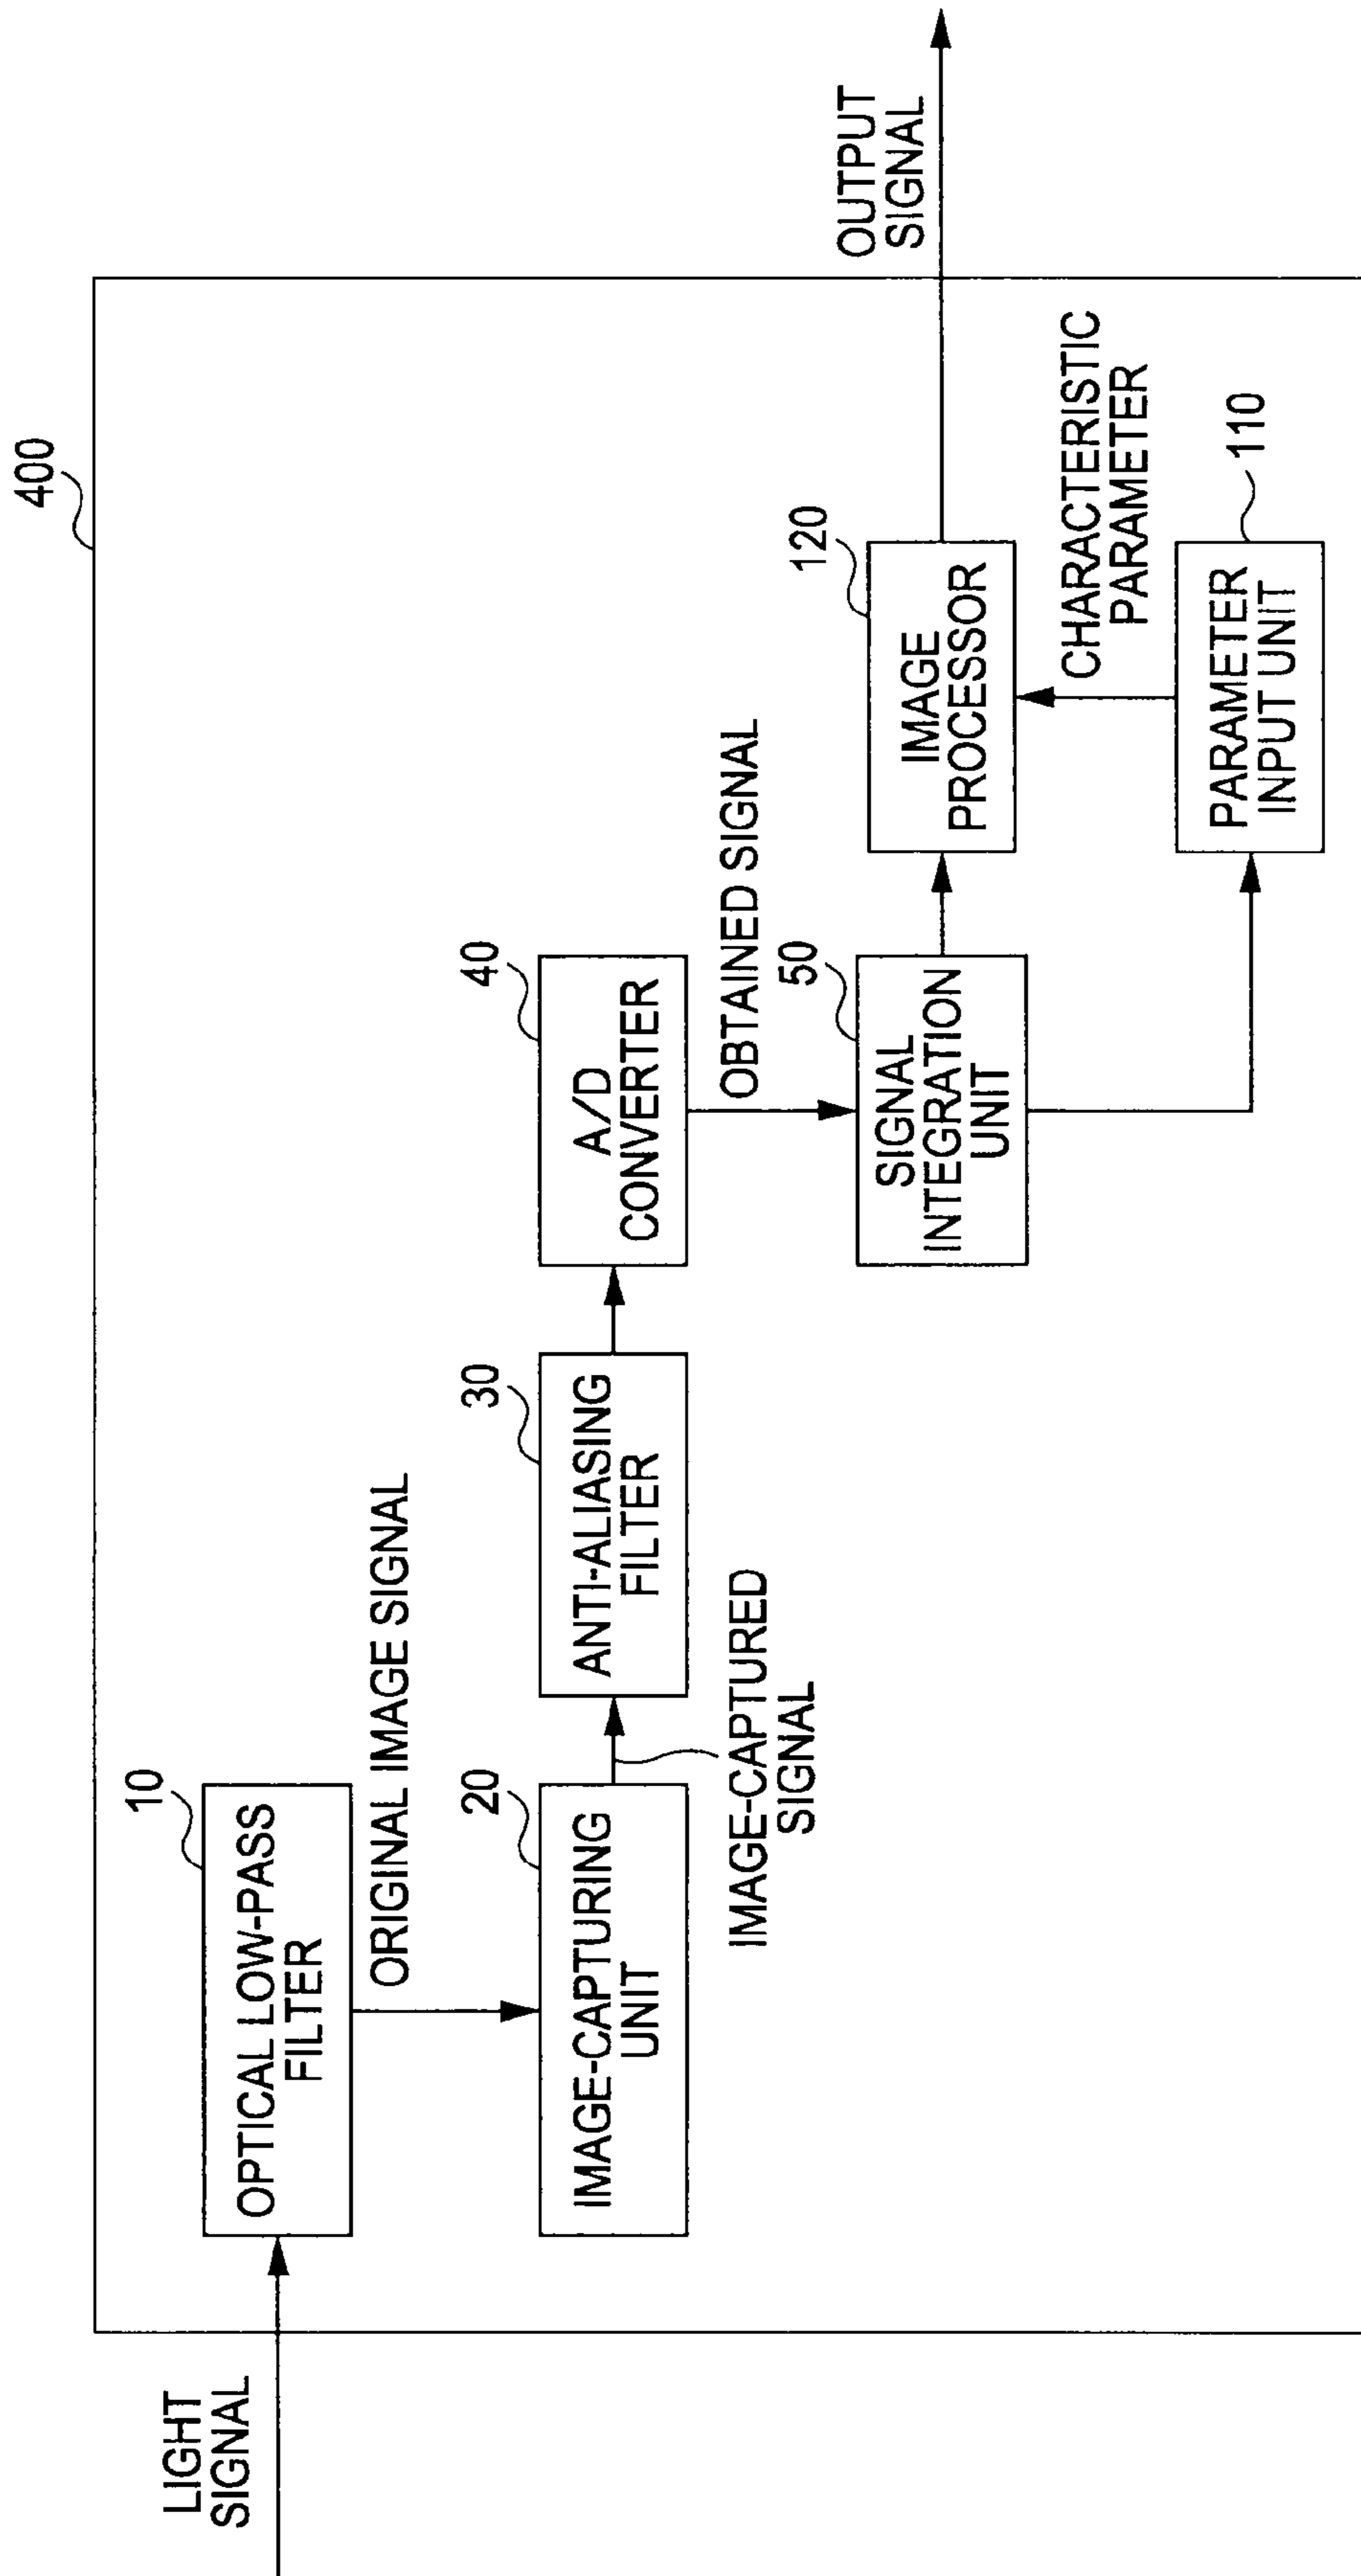 400
LIGHT
SIGNAL
10
OPTICAL LOW-PASS
FILTER
ORIGINAL IMAGE SIGNAL
20
IMAGE-CAPTURING
UNIT
IMAGE-CAPTURED
SIGNAL
30
ANTI-ALIASING
FILTER
40
A/D
CONVERTER
OBTAINED SIGNAL
50
SIGNAL
INTEGRATION
UNIT
120
IMAGE
PROCESSOR
CHARACTERISTIC
PARAMETER
PARAMETER
INPUT UNIT
110
OUTPUT
SIGNAL